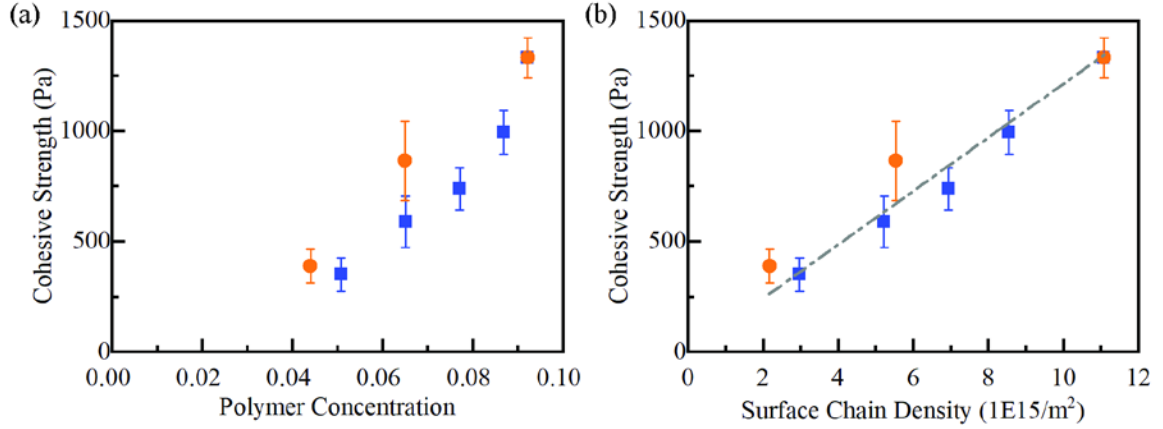 (a)
1500
1000
500
0
Cohesive Strength (Pa)
0.00 0.02 0.04 0.06 0.08 0.10
Polymer Concentration
(b)
1500
1000
500
0
Cohesive Strength (Pa)
0 2 4 6 8 10 12
Surface Chain Density (1E15/m²)